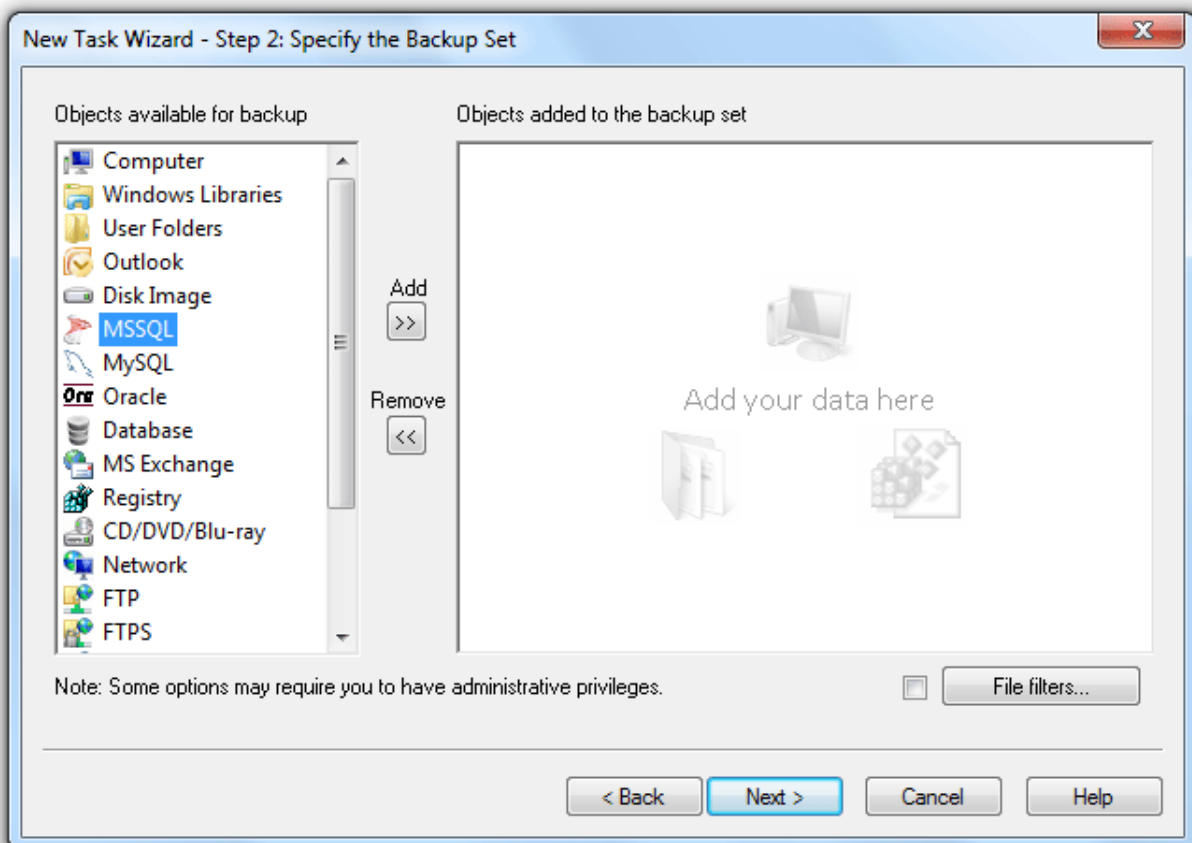 New Task Wizard - Step 2: Specify the Backup Set
Objects available for backup
Objects added to the backup set
Computer
Windows Libraries
User Folders
Outlook
Disk Image
MSSQL
MySQL
Ora Oracle
Database
MS Exchange
Registry
CD/DVD/Blu-ray
Network
FTP
FTPS
Add
>>
Remove
<<
Add your data here
Note: Some options may require you to have administrative privileges.
File filters...
< Back
Next >
Cancel
Help